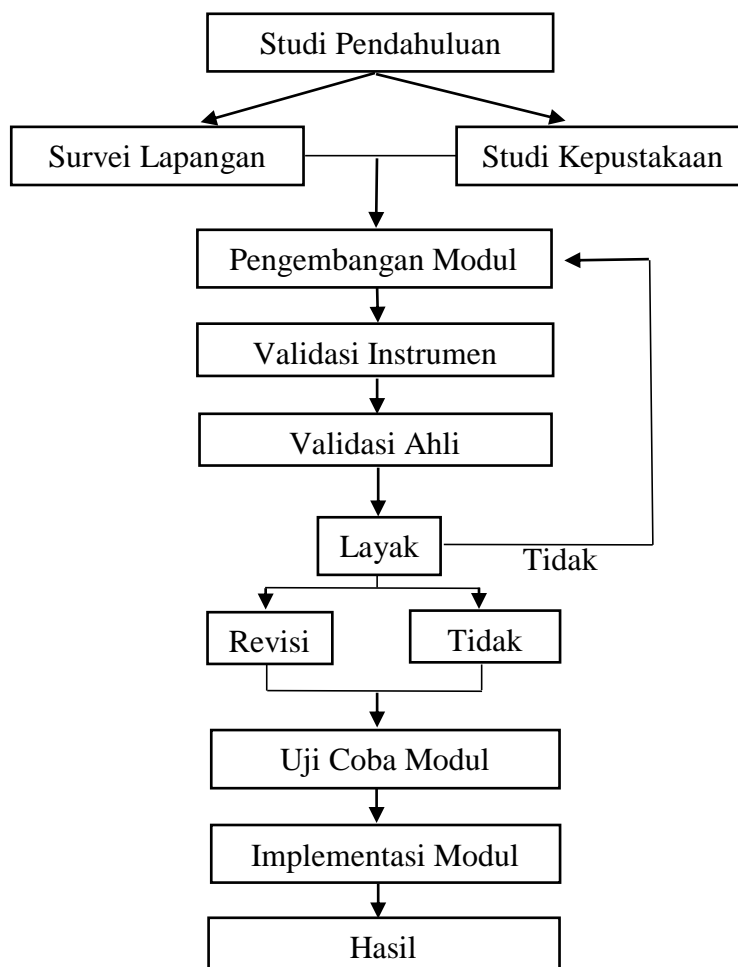 Studi Pendahuluan
Survei Lapangan
Studi Kepustakaan
Pengembangan Modul
Validasi Instrumen
Validasi Ahli
Layak
Tidak
Revisi
Tidak
Uji Coba Modul
Implementasi Modul
Hasil